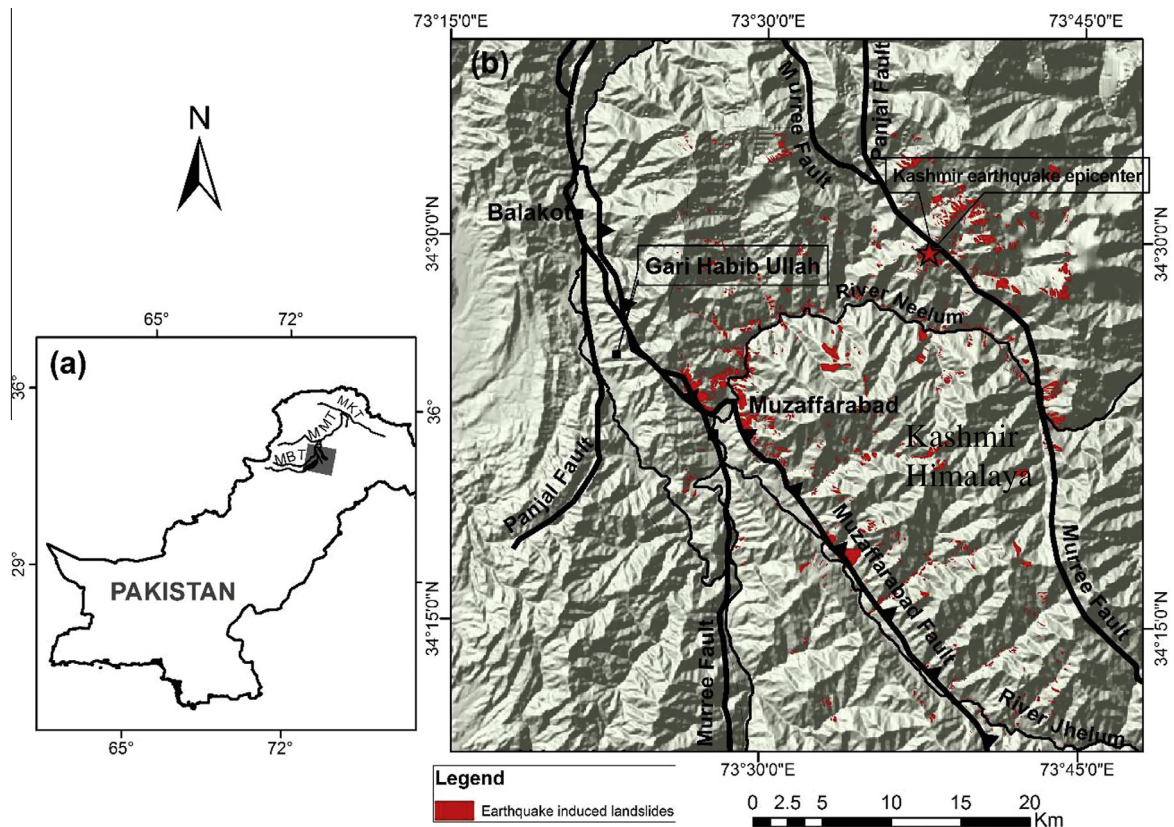 N
(a)
65°
72°
36°
36°
29°
MKT
MMT
MBT
PAKISTAN
65°
72°
73°15'0"E
73°30'0"E
73°45'0"E
(b)
Murree Fault
Panjal Fault
Kashmir earthquake epicenter
Balakot
34°30'0"N
34°30'0"N
Gari Habib Ullah
River Neelum
Muzaffarabad
Kashmir
Himalaya
Panjal Fault
Muzaffarabad Fault
Murree Fault
34°15'0"N
34°15'0"N
Murree Fault
River Jhelum
73°30'0"E
73°45'0"E
Legend
Earthquake induced landslides
0 2.5 5 10 15 20
Km